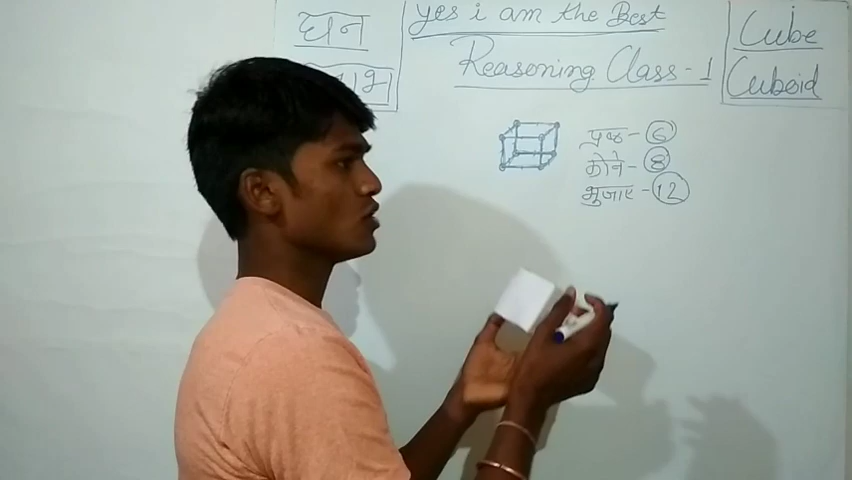 घन
yes i am the Best
Reasoning Class-1
Cube
Cuboid
पृष्ठ - 6
कोने - 8
भुजाए - 12